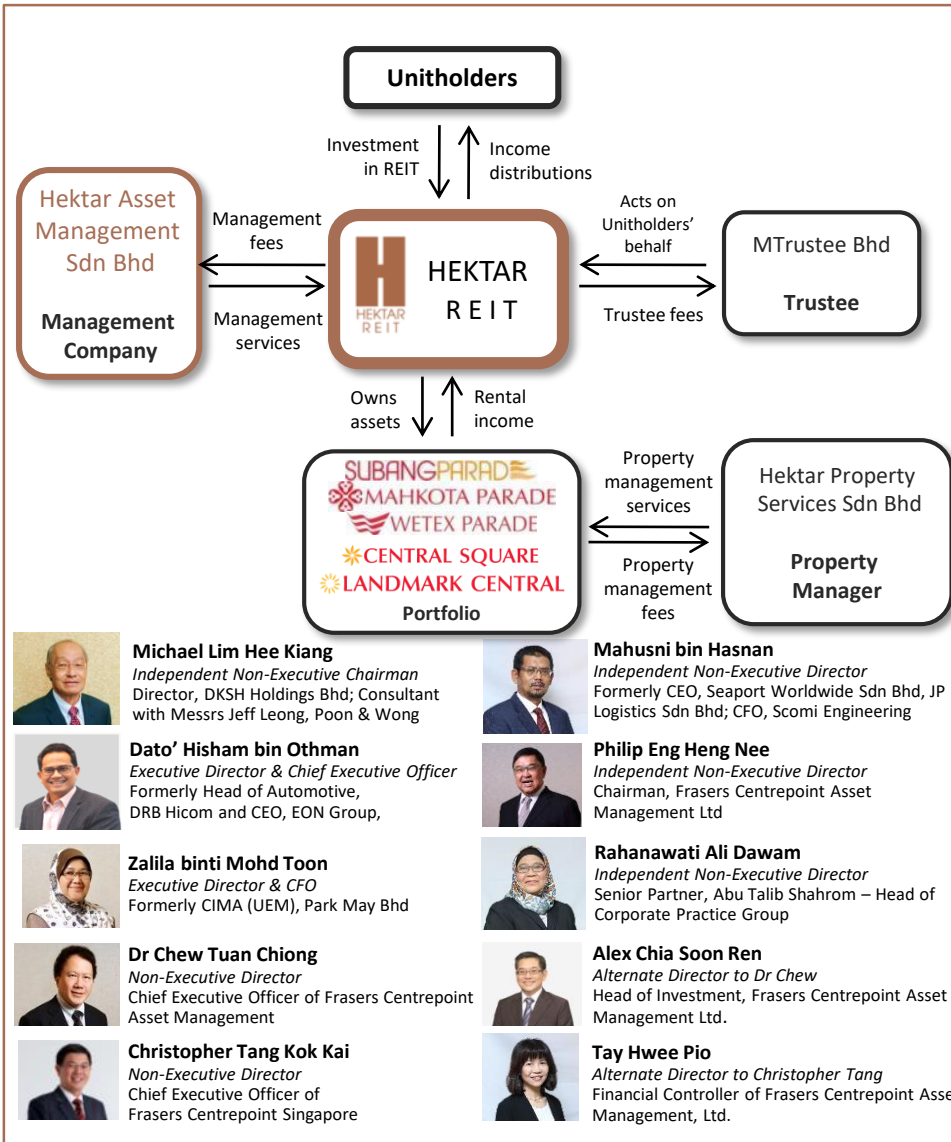 Unitholders
Investment
in REIT
Income
distributions
Hektar Asset
Management
Sdn Bhd
Management
Company
Management
fees
Management
services
HEKTAR
REIT
HEKTAR
REIT
Acts on
Unitholders’
behalf
Trustee fees
MTrustee Bhd
Trustee
Owns
assets
Rental
income
SUBANGPARADE
MAHKOTA PARADE
WETEX PARADE
CENTRAL SQUARE
LANDMARK CENTRAL
Portfolio
Property
management
services
Property
management
fees
Hektar Property
Services Sdn Bhd
Property
Manager
Michael Lim Hee Kiang
Independent Non-Executive Chairman
Director, DKSH Holdings Bhd; Consultant
with Messrs Jeff Leong, Poon & Wong
Dato’ Hisham bin Othman
Executive Director & Chief Executive Officer
Formerly Head of Automotive,
DRB Hicom and CEO, EON Group,
Zalila binti Mohd Toon
Executive Director & CFO
Formerly CIMA (UEM), Park May Bhd
Dr Chew Tuan Chiong
Non-Executive Director
Chief Executive Officer of Frasers Centrepoint
Asset Management
Christopher Tang Kok Kai
Non-Executive Director
Chief Executive Officer of
Frasers Centrepoint Singapore
Mahusni bin Hasnan
Independent Non-Executive Director
Formerly CEO, Seaport Worldwide Sdn Bhd, JP
Logistics Sdn Bhd; CFO, Scomi Engineering
Philip Eng Heng Nee
Independent Non-Executive Director
Chairman, Frasers Centrepoint Asset
Management Ltd
Rahanawati Ali Dawam
Independent Non-Executive Director
Senior Partner, Abu Talib Shahrom – Head of
Corporate Practice Group
Alex Chia Soon Ren
Alternate Director to Dr Chew
Head of Investment, Frasers Centrepoint Asset
Management Ltd.
Tay Hwee Pio
Alternate Director to Christopher Tang
Financial Controller of Frasers Centrepoint Asse
Management, Ltd.